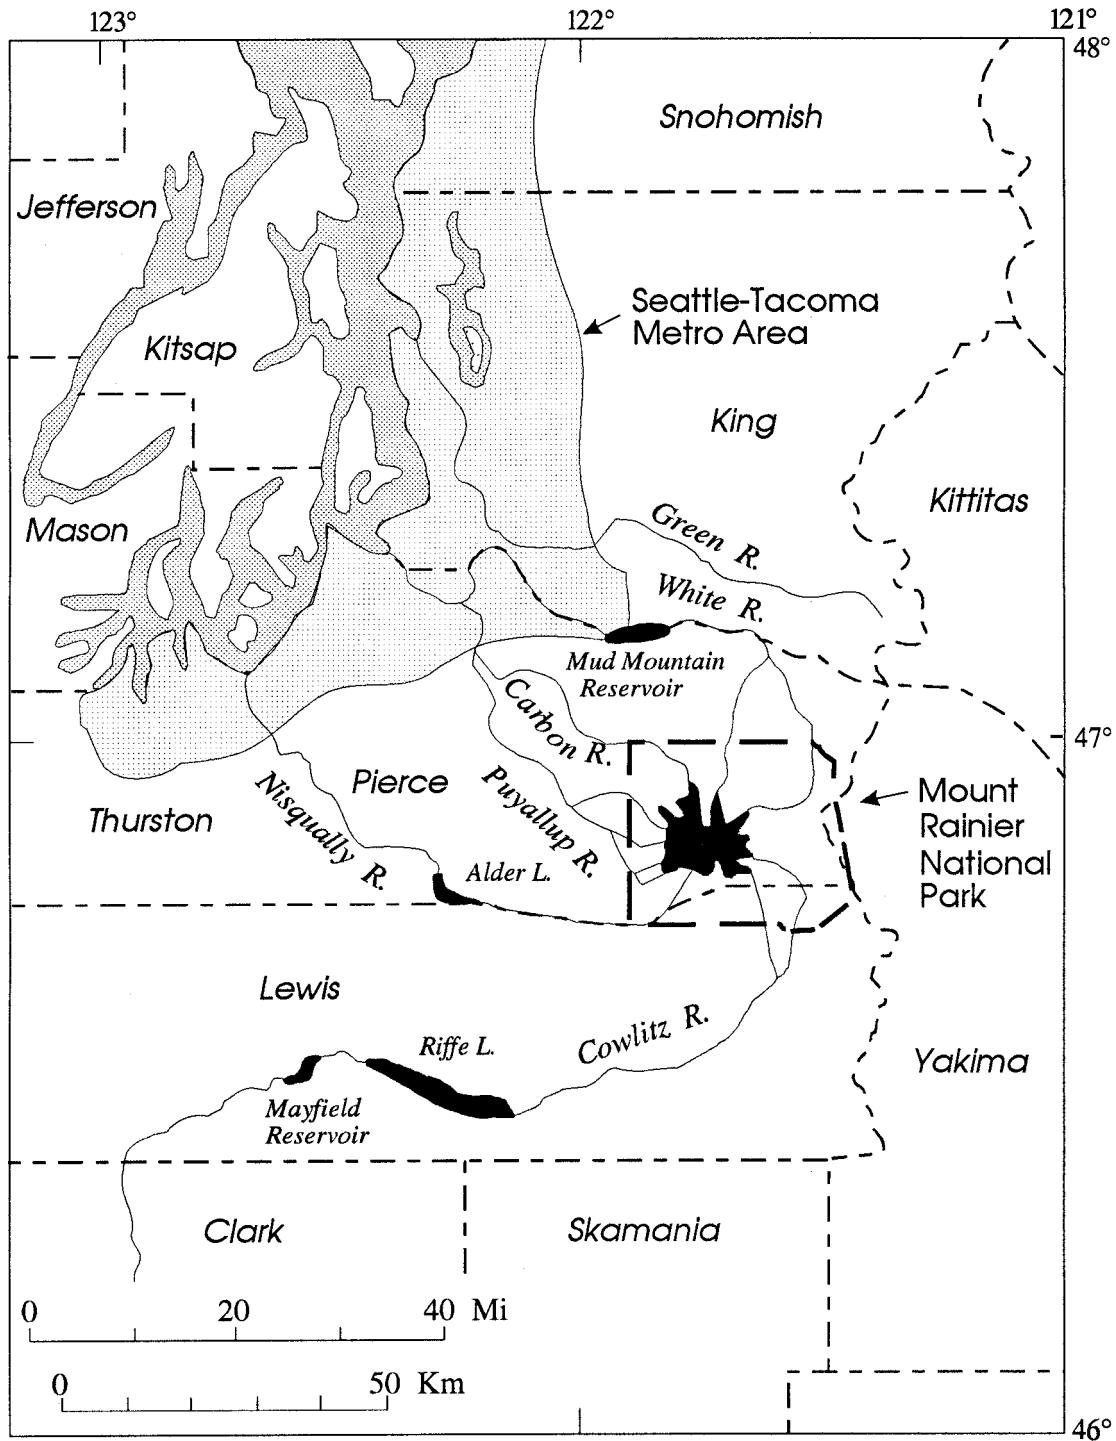 123°
122°
121°
48°
Snohomish
Jefferson
Seattle-Tacoma
Metro Area
Kitsap
King
Kittitas
Mason
Green R.
White R.
Mud Mountain
Reservoir
Carbon R.
47°
Pierce
Puyallup R.
Nisqually R.
Thurston
Mount
Rainier
National
Park
Alder L.
Lewis
Cowlitz R.
Riffe L.
Yakima
Mayfield
Reservoir
Clark
Skamania
0 20 40 Mi
0 50 Km
46°